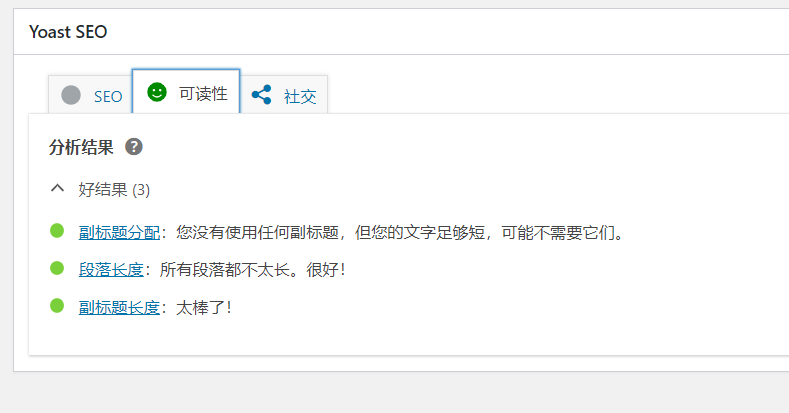 Yoast SEO
SEO 可读性 社交
分析结果 ?
好结果 (3)
副标题分配：您没有使用任何副标题，但您的文字足够短，可能不需要它们。
段落长度：所有段落都不太长。很好！
副标题长度：太棒了！